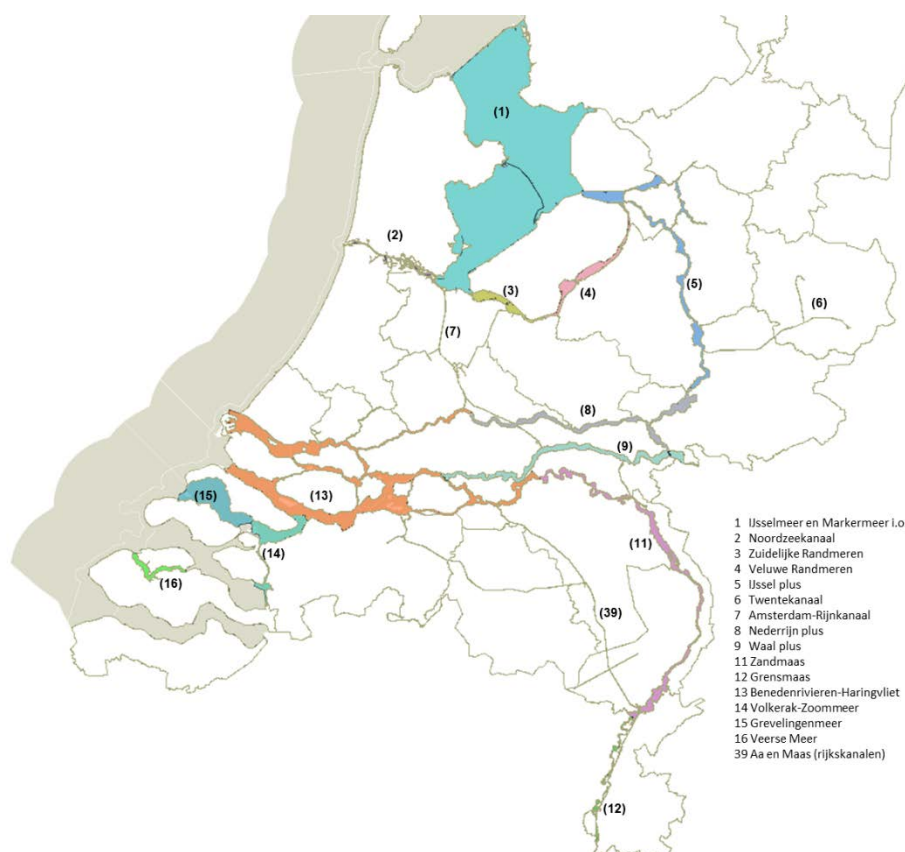 (1)
(2)
(3)
(4)
(5)
(6)
(7)
(8)
(9)
(15)
(13)
(14)
(11)
(16)
(39)
(12)
1 IJsselmeer en Markermeer i.o
2 Noordzeekanaal
3 Zuidelijke Randmeren
4 Veluwe Randmeren
5 IJssel plus
6 Twentekanaal
7 Amsterdam-Rijnkanaal
8 Nederrijn plus
9 Waal plus
11 Zandmaas
12 Grensmaas
13 Benedenrivieren-Haringvliet
14 Volkerak-Zoommeer
15 Grevelingenmeer
16 Veerse Meer
39 Aa en Maas (rijkskanalen)